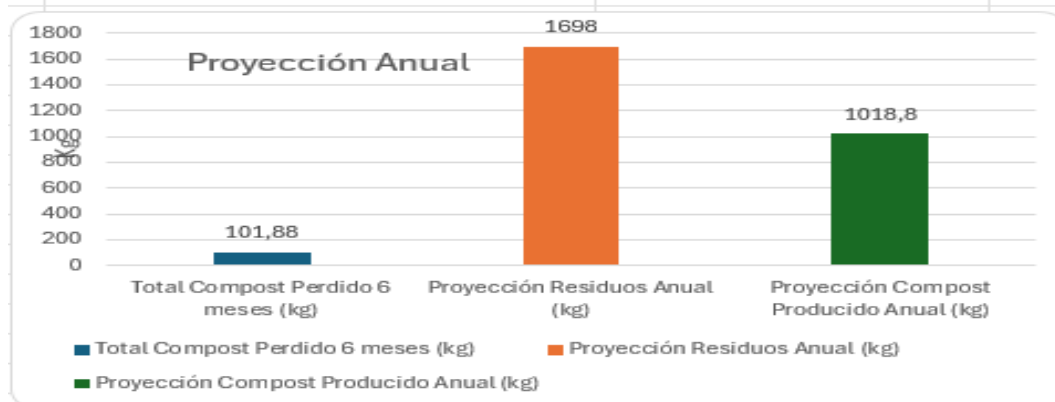 Proyección Anual
1800
1600
1400
1200
1000
800
600
400
200
0
Kg
1698
1018,8
101,88
Total Compost Perdido 6
meses (kg)
Proyección Residuos Anual
(kg)
Proyección Compost
Producido Anual (kg)
Total Compost Perdido 6 meses (kg)
Proyección Residuos Anual (kg)
Proyección Compost Producido Anual (kg)